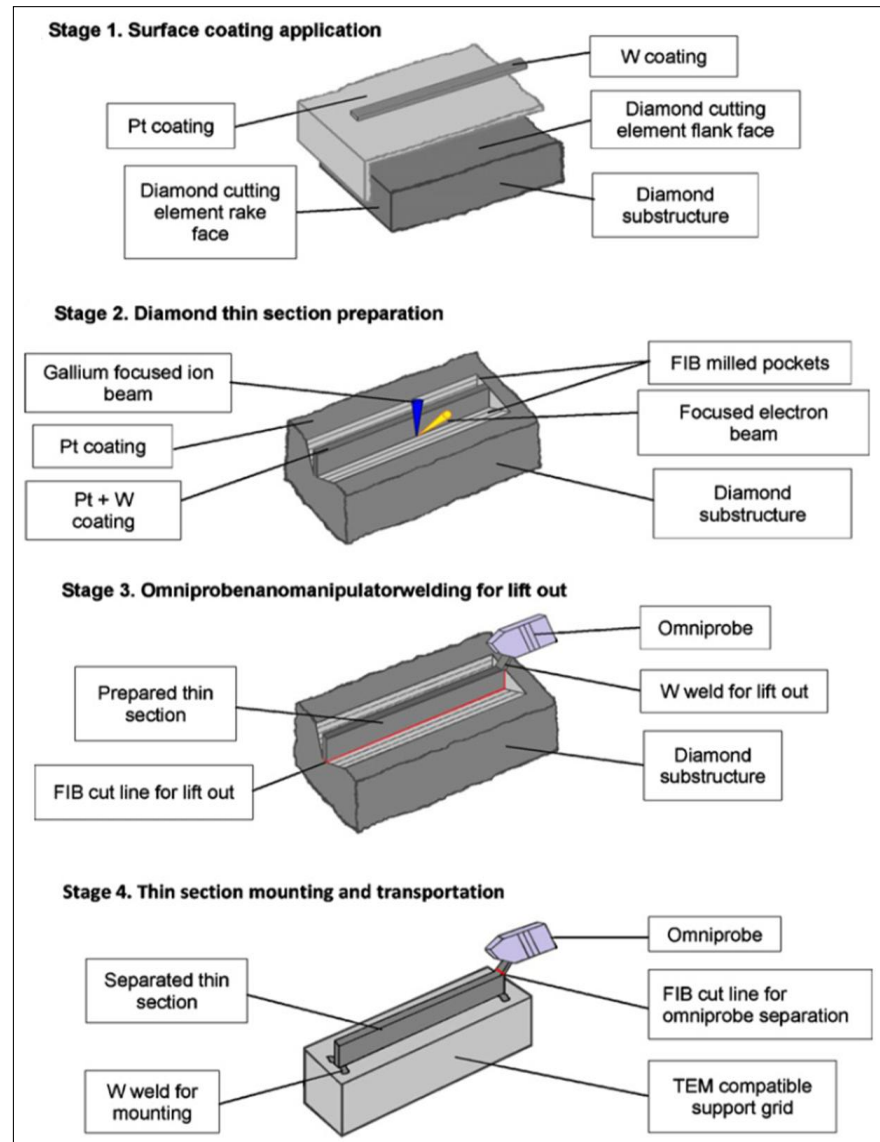 Stage 1. Surface coating application
W coating
Pt coating
Diamond cutting
element flank face
Diamond cutting
element rake
face
Diamond
substructure
Stage 2. Diamond thin section preparation
Gallium focused ion
beam
FIB milled pockets
Focused electron
beam
Pt coating
Pt + W
coating
Diamond
substructure
Stage 3. Omniprobenanomanipulatorwelding for lift out
Omniprobe
Prepared thin
section
W weld for lift out
FIB cut line for lift out
Diamond
substructure
Stage 4. Thin section mounting and transportation
Omniprobe
Separated thin
section
FIB cut line for
omniprobe separation
W weld for
mounting
TEM compatible
support grid